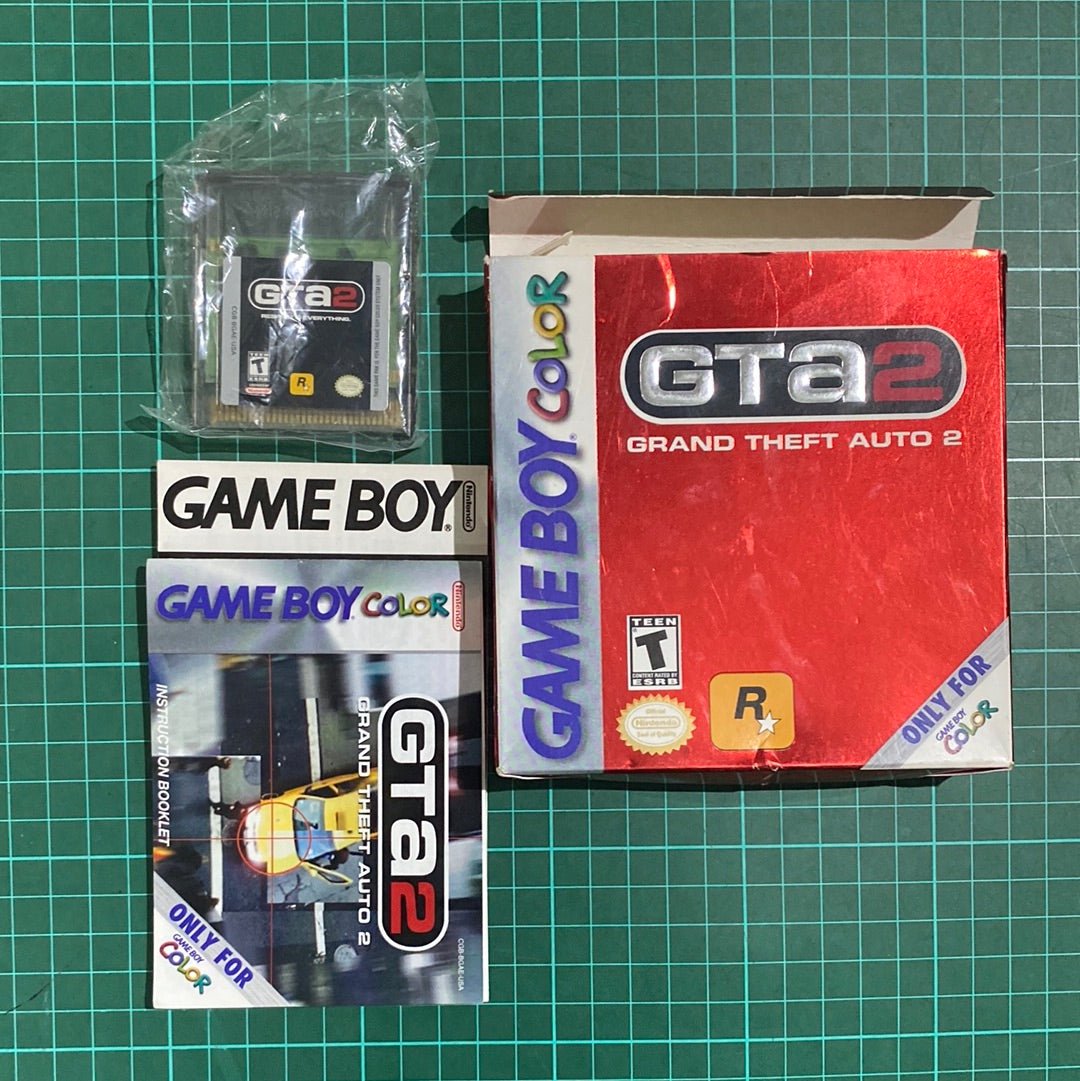 GTA2
RESPECT IS EVERYTHING.
CGB-BGAE-USA
TEEN
T
ESRB
R
GAME BOY®
Nintendo
GAME BOY COLOR
Nintendo
INSTRUCTION BOOKLET
GTA2
GRAND THEFT AUTO 2
CGB-BGAE-USA
ONLY FOR
GAME BOY
COLOR
GAME BOY® COLOR
GTA2
GRAND THEFT AUTO 2
TEEN
T
CONTENT RATED BY
ESRB
Official
Nintendo
Seal of Quality
R
ONLY FOR
GAME BOY
COLOR